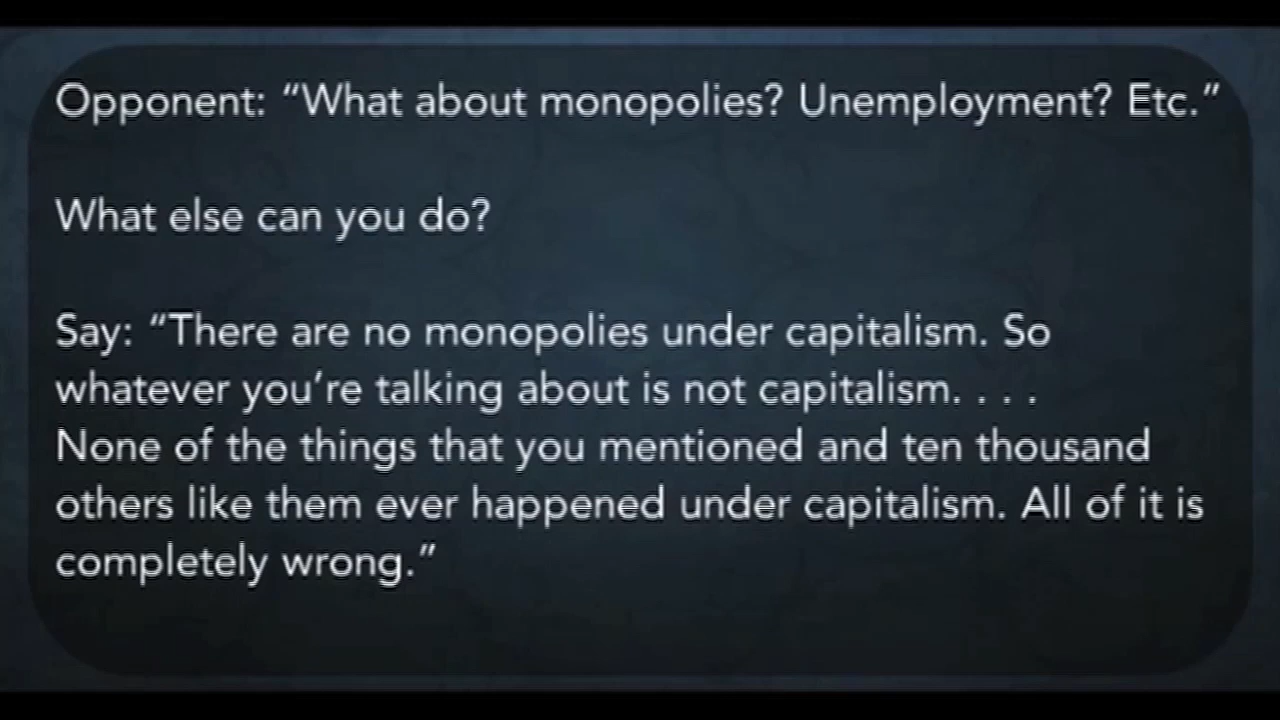 Opponent: “What about monopolies? Unemployment? Etc.”
What else can you do?
Say: “There are no monopolies under capitalism. So
whatever you’re talking about is not capitalism. . . .
None of the things that you mentioned and ten thousand
others like them ever happened under capitalism. All of it is
completely wrong.”